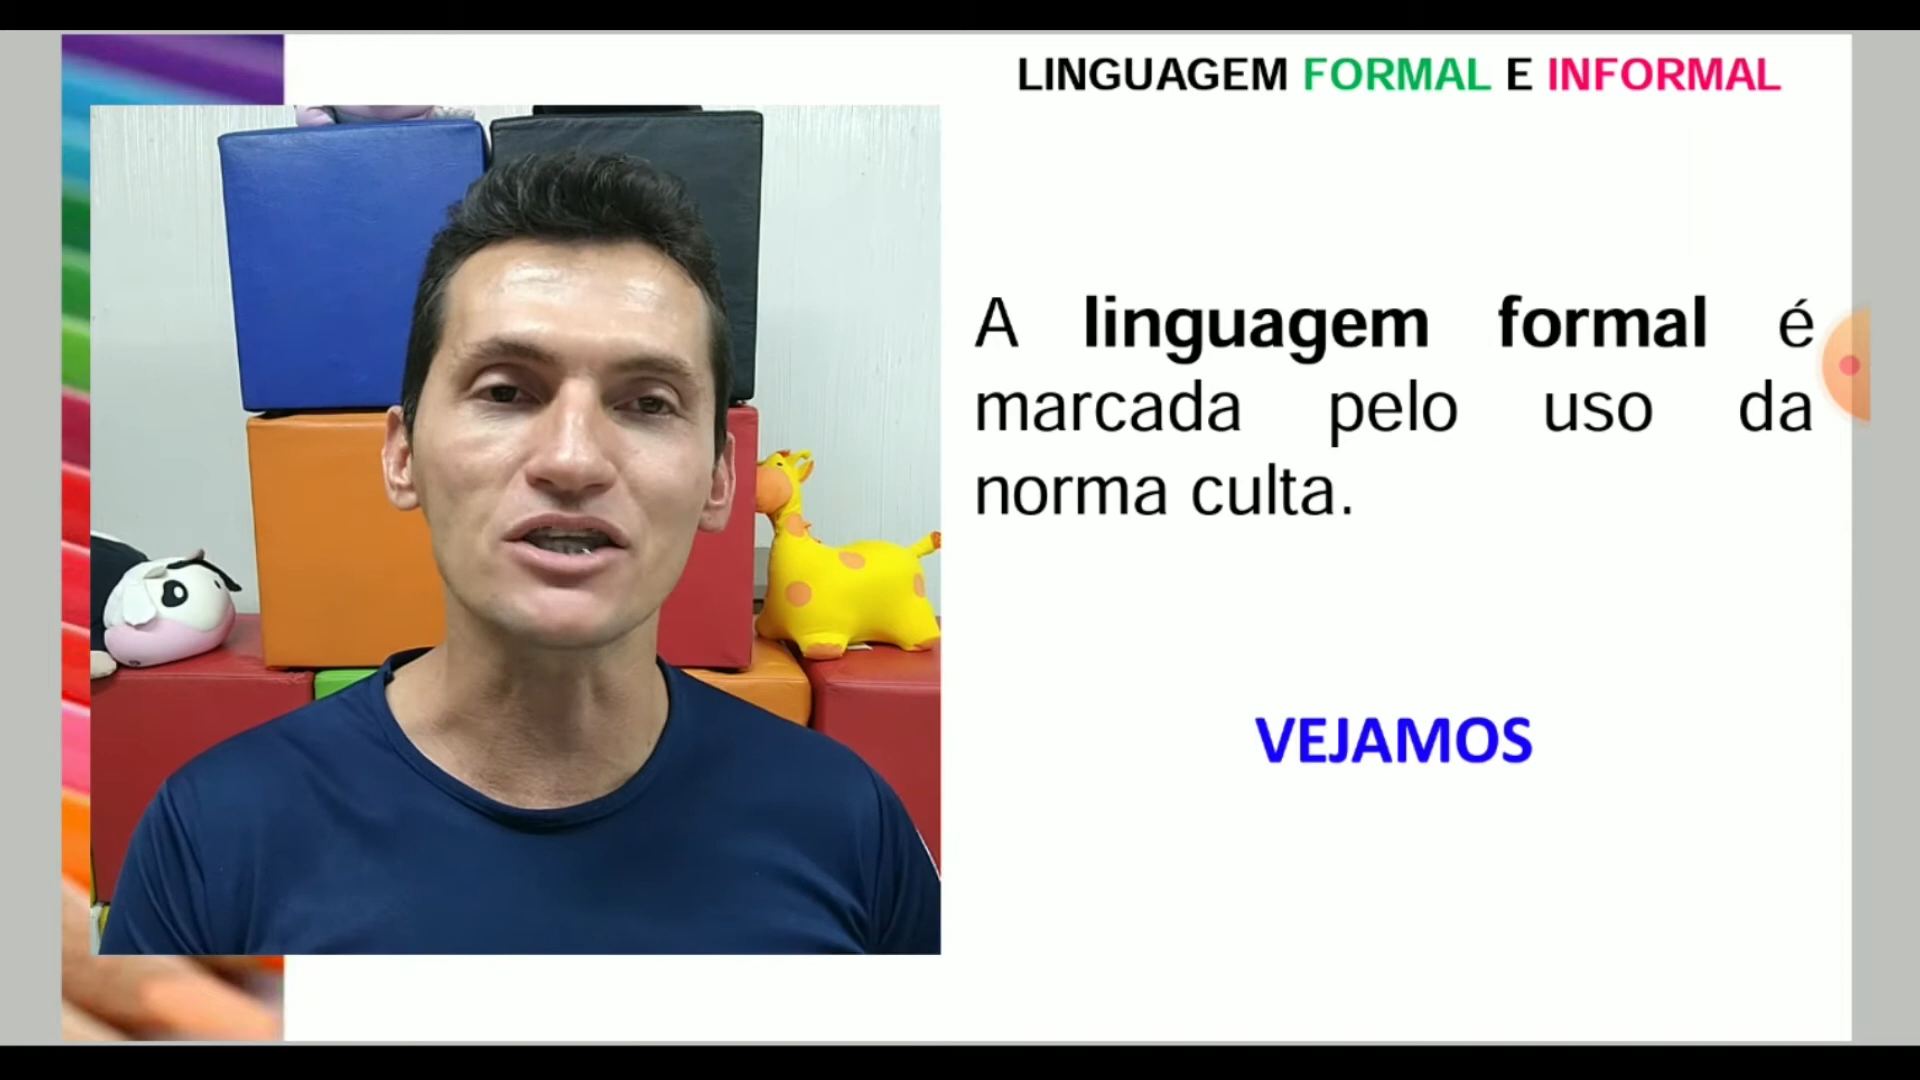 LINGUAGEM FORMAL E INFORMAL
A linguagem formal é
marcada pelo uso da
norma culta.
VEJAMOS